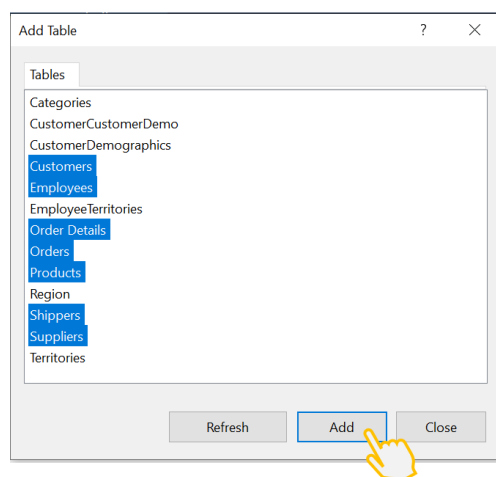 Add Table ?
Tables
Categories
CustomerCustomerDemo
CustomerDemographics
Customers
Employees
EmployeeTerritories
Order Details
Orders
Products
Region
Shippers
Suppliers
Territories
Refresh Add Close